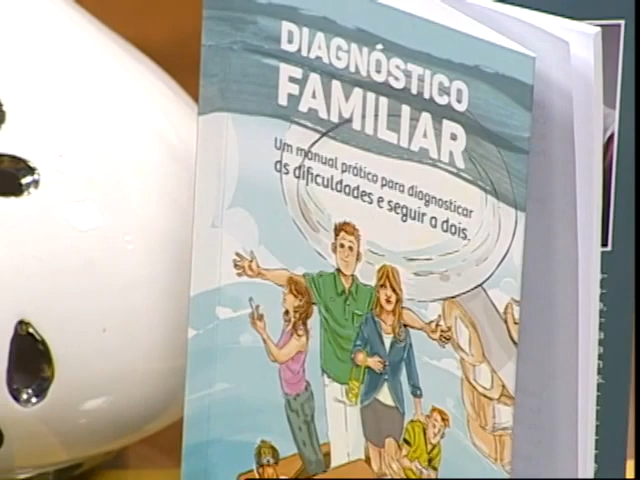 DIAGNÓSTICO
FAMILIAR
Um manual prático para diagnosticar
as dificuldades e seguir a dois.